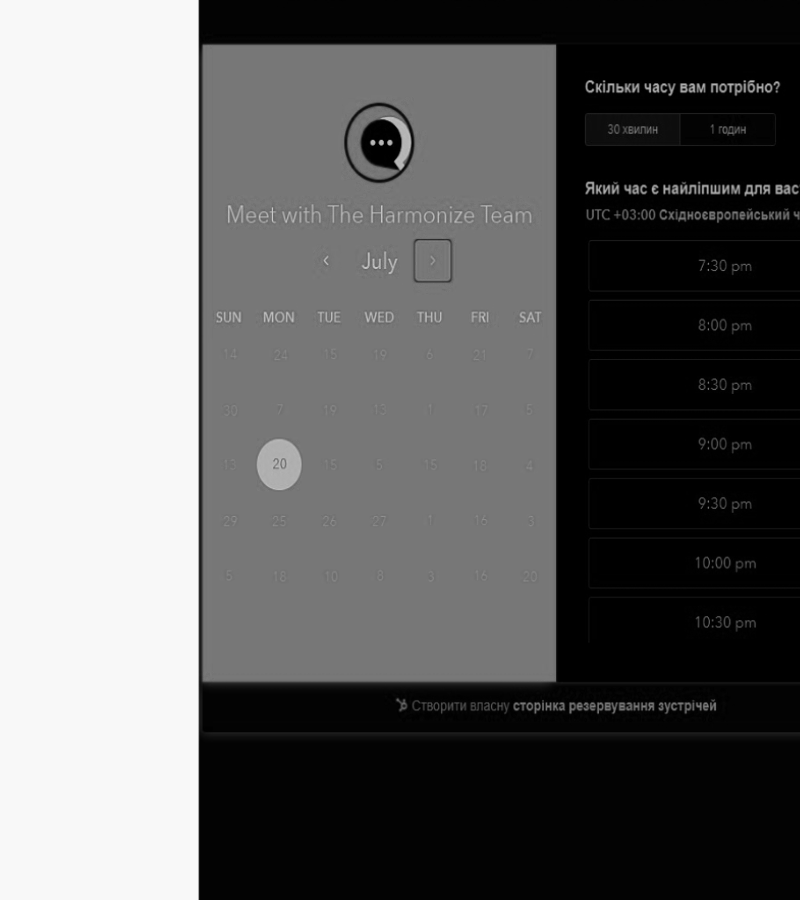 Meet with The Harmonize Team
‹ July ›
SUN MON TUE WED THU FRI SAT
14 24 15 19 6 21 7
30 7 19 13 1 17 5
13 20 15 5 15 18 4
29 25 26 27 1 16 3
5 18 10 8 3 16 20
Скільки часу вам потрібно?
30 хвилин 1 годин
Який час є найліпшим для вас
UTC +03:00 Східноєвропейський ч
7:30 pm
8:00 pm
8:30 pm
9:00 pm
9:30 pm
10:00 pm
10:30 pm
Створити власну сторінка резервування зустрічей